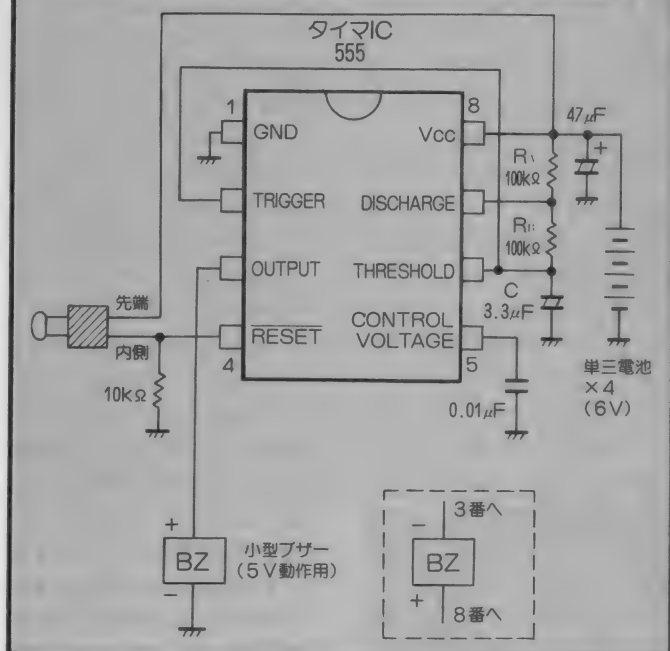 タイマIC
555
1
8
47μF
GND
Vcc
+
100kΩ
TRIGGER
DISCHARGE
100kΩ
OUTPUT
THRESHOLD
先端
C
3.3μF
内側
RESET
CONTROL
VOLTAGE
4
5
10kΩ
0.01μF
単三電池
×4
(6V)
+
BZ
−
小型ブザー
(5V動作用)
3番へ
−
BZ
+
8番へ